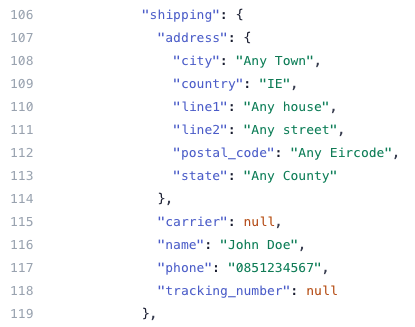 106 "shipping": {
107 "address": {
108 "city": "Any Town",
109 "country": "IE",
110 "line1": "Any house",
111 "line2": "Any street",
112 "postal_code": "Any Eircode",
113 "state": "Any County"
114 },
115 "carrier": null,
116 "name": "John Doe",
117 "phone": "0851234567",
118 "tracking_number": null
119 },